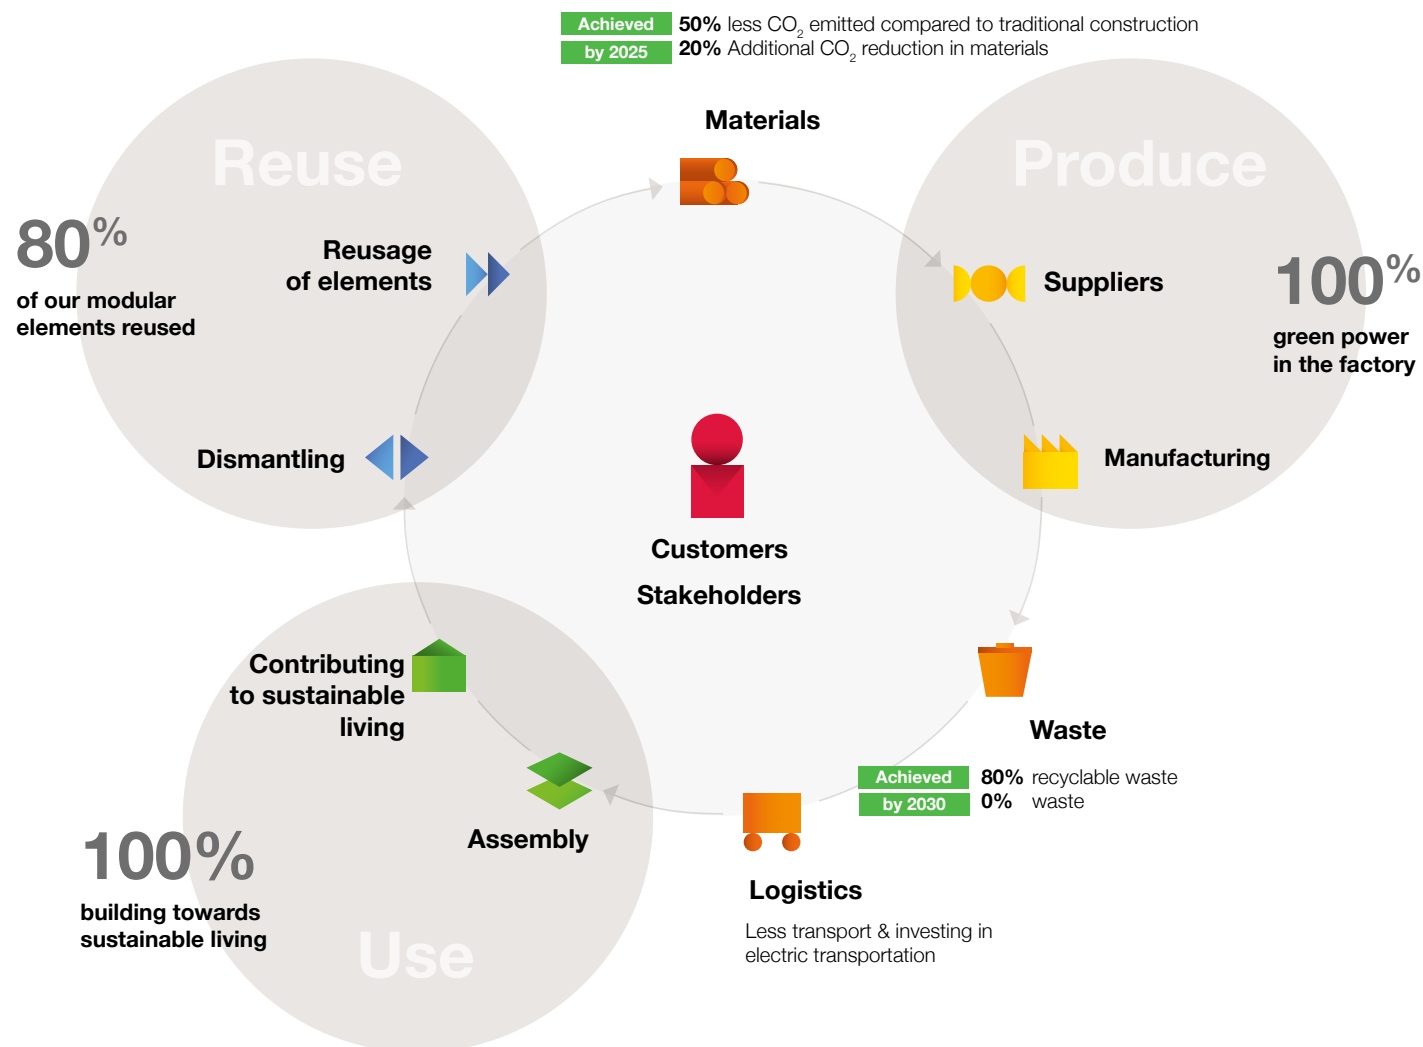 Achieved 50% less CO₂ emitted compared to traditional construction
by 2025 20% Additional CO₂ reduction in materials
Materials
Reuse
Produce
80%
of our modular
elements reused
Reusage
of elements
Suppliers
100%
green power
in the factory
Dismantling
Manufacturing
Customers
Stakeholders
Contributing
to sustainable
living
Waste
Achieved 80% recyclable waste
by 2030 0% waste
Assembly
100%
building towards
sustainable living
Use
Logistics
Less transport & investing in
electric transportation